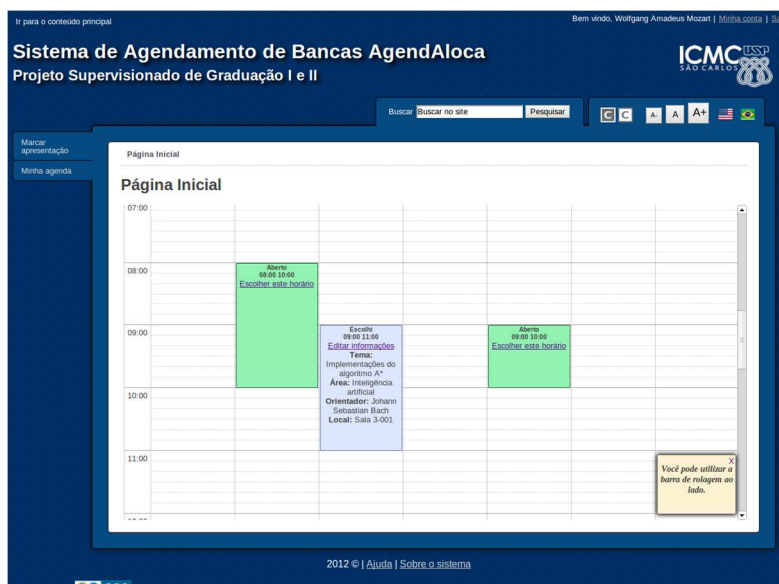 Ir para o conteúdo principal
Bem vindo, Wolfgang Amadeus Mozart | Minha conta |
Sistema de Agendamento de Bancas AgendAloca
Projeto Supervisionado de Graduação I e II
ICMC USP
SÃO CARLOS
Buscar Buscar no site Pesquisar
C C A- A A+
Marcar
apresentação
Minha agenda
Página Inicial
Página Inicial
07:00
08:00
Aberto
08:00 10:00
Escolher este horário
09:00
Escolhi
09:00 11:00
Editar informações
Tema:
Implementações do
algoritmo A*
Área: Inteligência
artificial
Orientador: Johann
Sebastian Bach
Local: Sala 3-001
Aberto
09:00 10:00
Escolher este horário
10:00
11:00
X
Você pode utilizar a
barra de rolagem ao
lado.
2012 © | Ajuda | Sobre o sistema